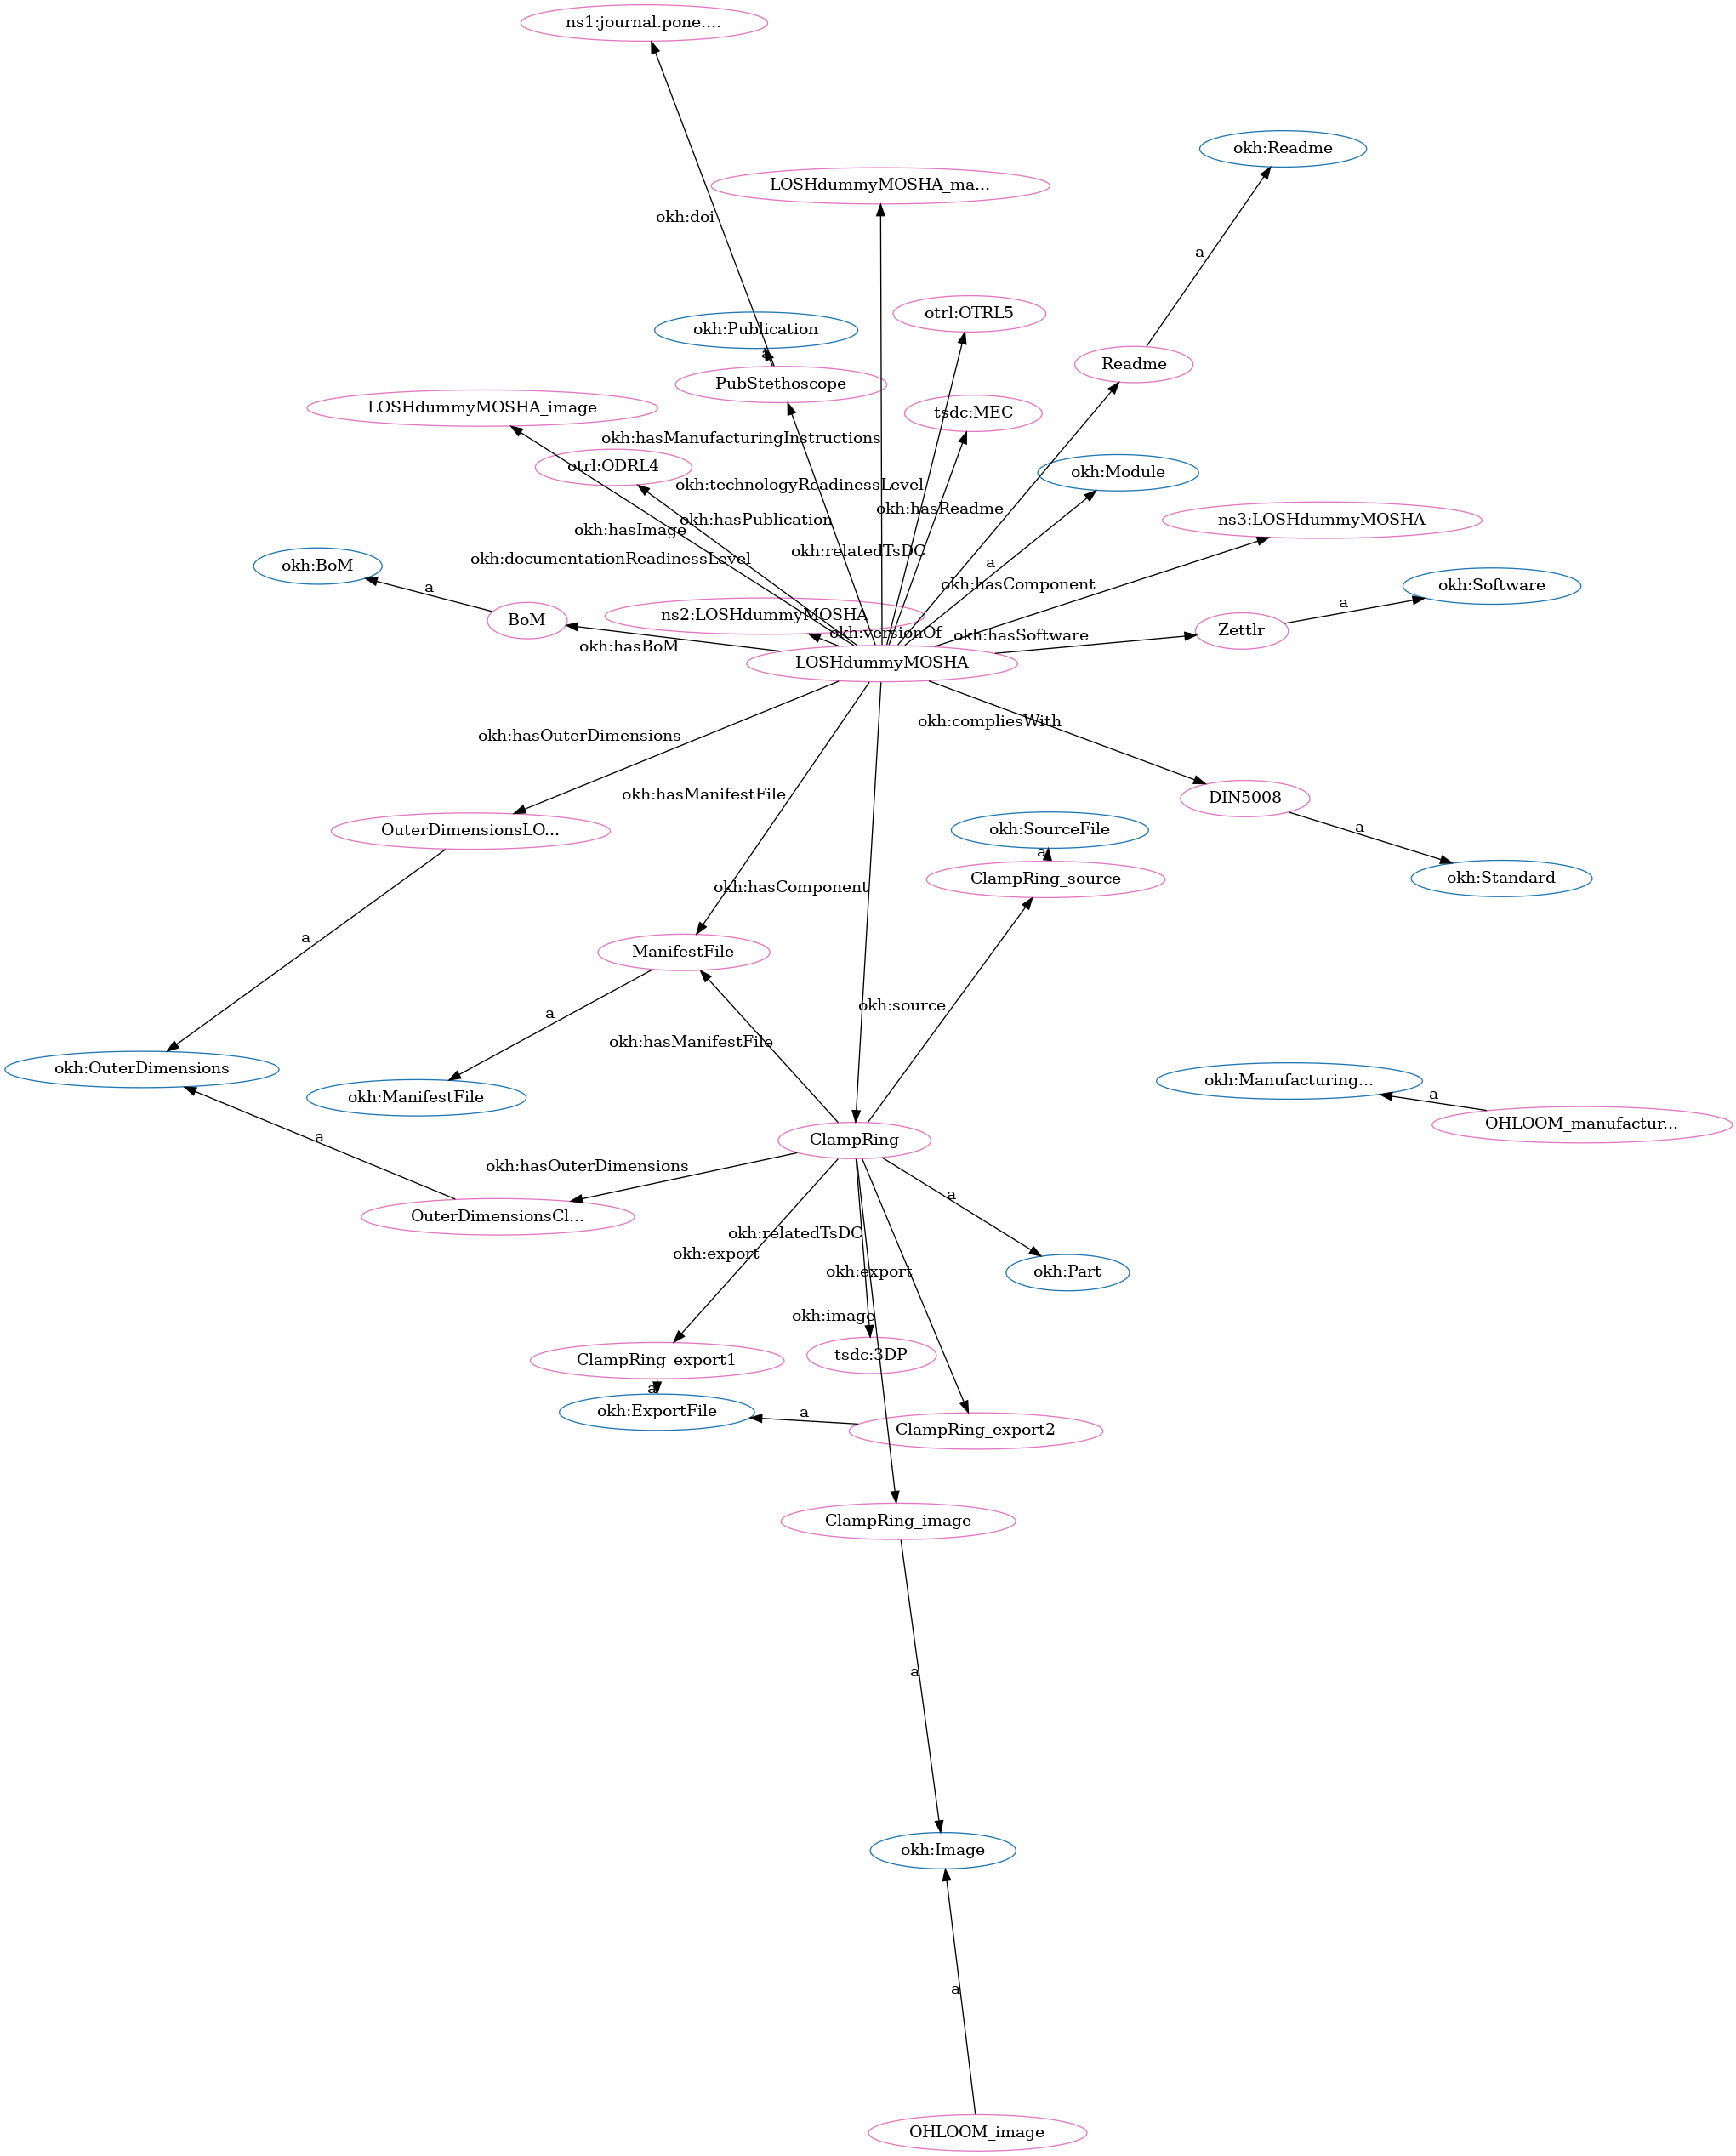 ns1:journal.pone....
okh:Readme
LOSHdummyMOSHA_ma...
okh:doi
a
otrl:OTRL5
okh:Publication
a
Readme
PubStethoscope
LOSHdummyMOSHA_image
tsdc:MEC
okh:hasManufacturingInstructions
otrl:ODRL4
okh:Module
okh:technologyReadinessLevel
okh:hasReadme
okh:hasPublication
ns3:LOSHdummyMOSHA
okh:hasImage
okh:relatedTsDC
okh:documentationReadinessLevel
a
okh:BoM
okh:hasComponent
okh:Software
a
a
ns2:LOSHdummyMOSHA
BoM
okh:versionOf
okh:hasSoftware
Zettlr
okh:hasBoM
LOSHdummyMOSHA
okh:compliesWith
okh:hasOuterDimensions
okh:hasManifestFile
DIN5008
a
OuterDimensionsLO...
okh:SourceFile
a
ClampRing_source
okh:Standard
okh:hasComponent
a
ManifestFile
okh:source
a
okh:hasManifestFile
okh:OuterDimensions
okh:Manufacturing...
a
okh:ManifestFile
OHLOOM_manufactur...
a
ClampRing
okh:hasOuterDimensions
a
OuterDimensionsCl...
okh:relatedTsDC
okh:export
okh:export
okh:Part
okh:image
tsdc:3DP
ClampRing_export1
a
okh:ExportFile
a
ClampRing_export2
ClampRing_image
a
okh:Image
a
OHLOOM_image